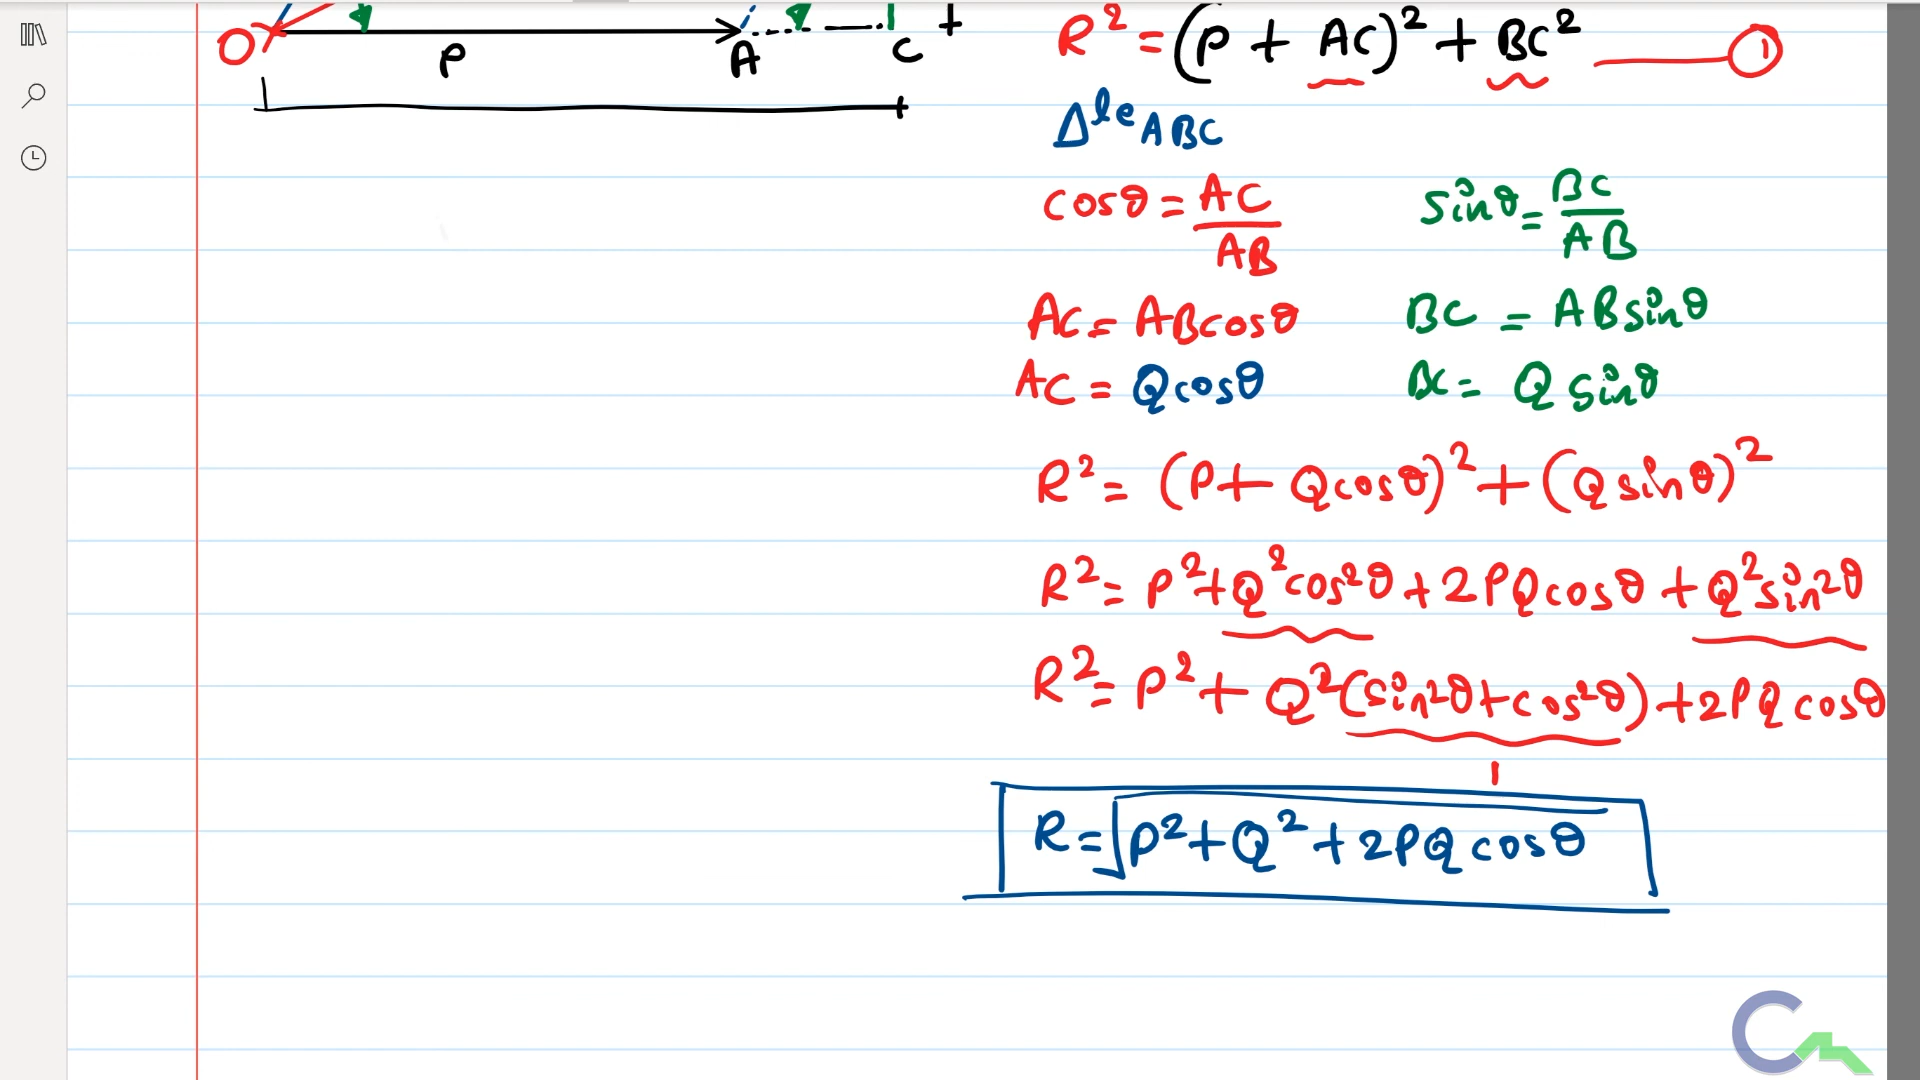 O P A C +
R² = (P + AC)² + BC² ——— ①
Δˡᵉ ABC
cosθ = AC/AB sinθ = BC/AB
AC = ABcosθ BC = ABsinθ
AC = Qcosθ BC = Q sinθ
R² = (P + Qcosθ)² + (Qsinθ)²
R² = P² + Q²cos²θ + 2PQcosθ + Q²sin²θ
R² = P² + Q²(sin²θ + cos²θ) + 2PQcosθ
1
R = √P² + Q² + 2PQcosθ